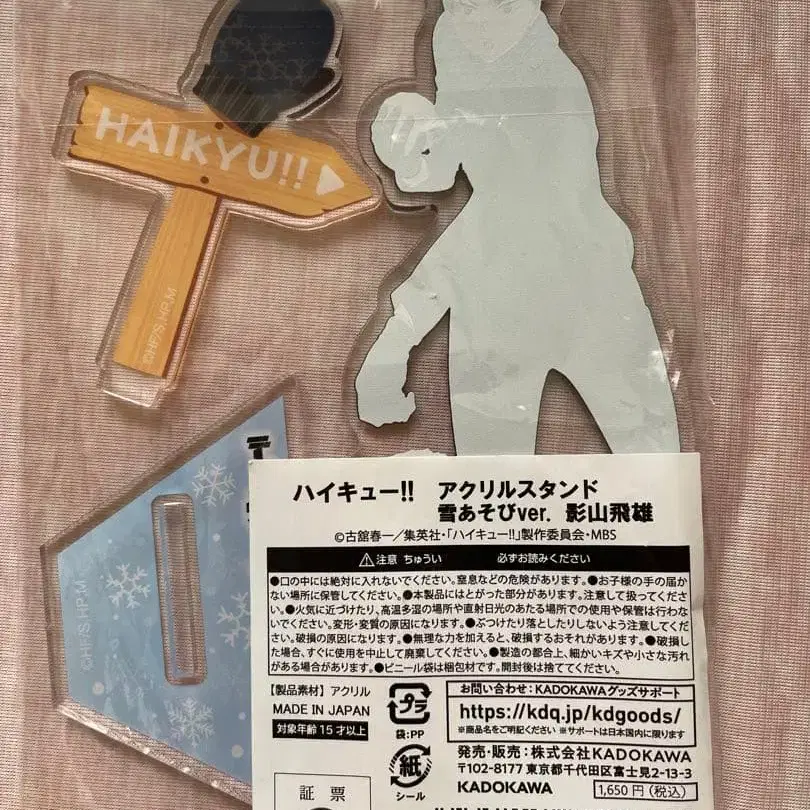 HAIKYU!!
©HF/S,HP,M
©HF/S,HP,M
ハイキュー!! アクリルスタンド
雪あそびver. 影山飛雄
©古舘春一／集英社・「ハイキュー!!」製作委員会・MBS
⚠注意 ちゅうい 必ずお読みください
●口の中には絶対に入れないでください。窒息などの危険があります。●お子様の手の届か
ない場所に保管してください。●本製品にはとがった部分があります。注意して扱ってくださ
い。●火気に近づけたり、高温多湿の場所や直射日光のあたる場所での使用や保管は行わな
いでください。変形・変質の原因になります。●ぶつけたり落としたりしないよう注意してくだ
さい。破損の原因になります。●無理な力を加えると、破損するおそれがあります。●破損し
た場合、すぐに使用を中止して廃棄してください。●製造の都合上、細かいキズや小さな汚れ
がある場合があります。●ビニール袋は梱包材です。開封後は捨ててください。
【製品素材】アクリル
MADE IN JAPAN
対象年齢15才以上
プラ
袋:PP
紙
シール
お問い合わせ：KADOKAWAグッズサポート
https://kdq.jp/kdgoods/
※商品名をご明記ください ※サポートは日本国内に限ります
発売・販売：株式会社KADOKAWA
〒102-8177 東京都千代田区富士見2-13-3
KADOKAWA 1,650円（税込）
証票